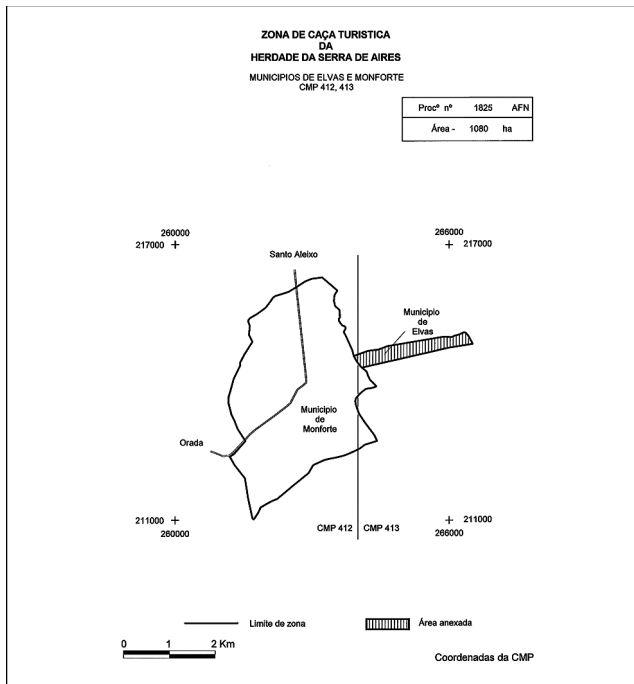 ZONA DE CAÇA TURISTICA
DA
HERDADE DA SERRA DE AIRES
MUNICIPIOS DE ELVAS E MONFORTE
CMP 412, 413
Procº nº 1825 AFN
Área - 1080 ha
260000
217000
266000
217000
Santo Aleixo
Municipio
de
Elvas
Municipio
de
Monforte
Orada
211000
260000
CMP 412
CMP 413
211000
266000
Limite de zona
Área anexada
0 1 2 Km
Coordenadas da CMP